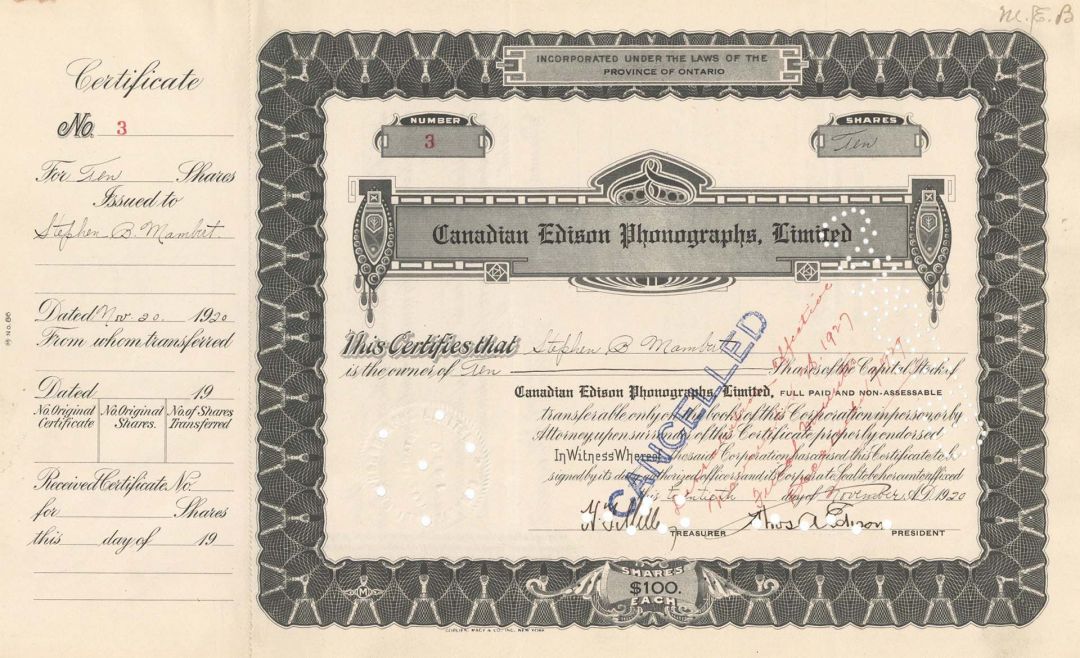 M. E. B
Certificate
No. 3
For Ten Shares
Issued to
Stephen B. Mambert
Dated Nov. 20. 1920
From whom transferred
Dated 19
No. Original Certificate
No. Original Shares.
No. of Shares Transferred
Received Certificate No.
for Shares
this day of 19
INCORPORATED UNDER THE LAWS OF THE
PROVINCE OF ONTARIO
NUMBER
3
SHARES
Ten
Canadian Edison Phonographs, Limited
This Certifies that Stephen B Mambert
is the owner of Ten Shares of the Capital Stock of
Canadian Edison Phonographs, Limited, FULL PAID AND NON-ASSESSABLE
transferable only on the books of this Corporation in person or by
Attorney upon surrender of this Certificate properly endorsed.
In Witness Whereof, the said Corporation has caused this Certificate to be
signed by its duly authorized officers and its Corporate Seal to be hereunto affixed
this twentieth day of November A.D. 1920
TREASURER
Thos A Edison
PRESIDENT
CANCELLED
effective
1927
SHARES
$100.
EACH
M
NEW YORK